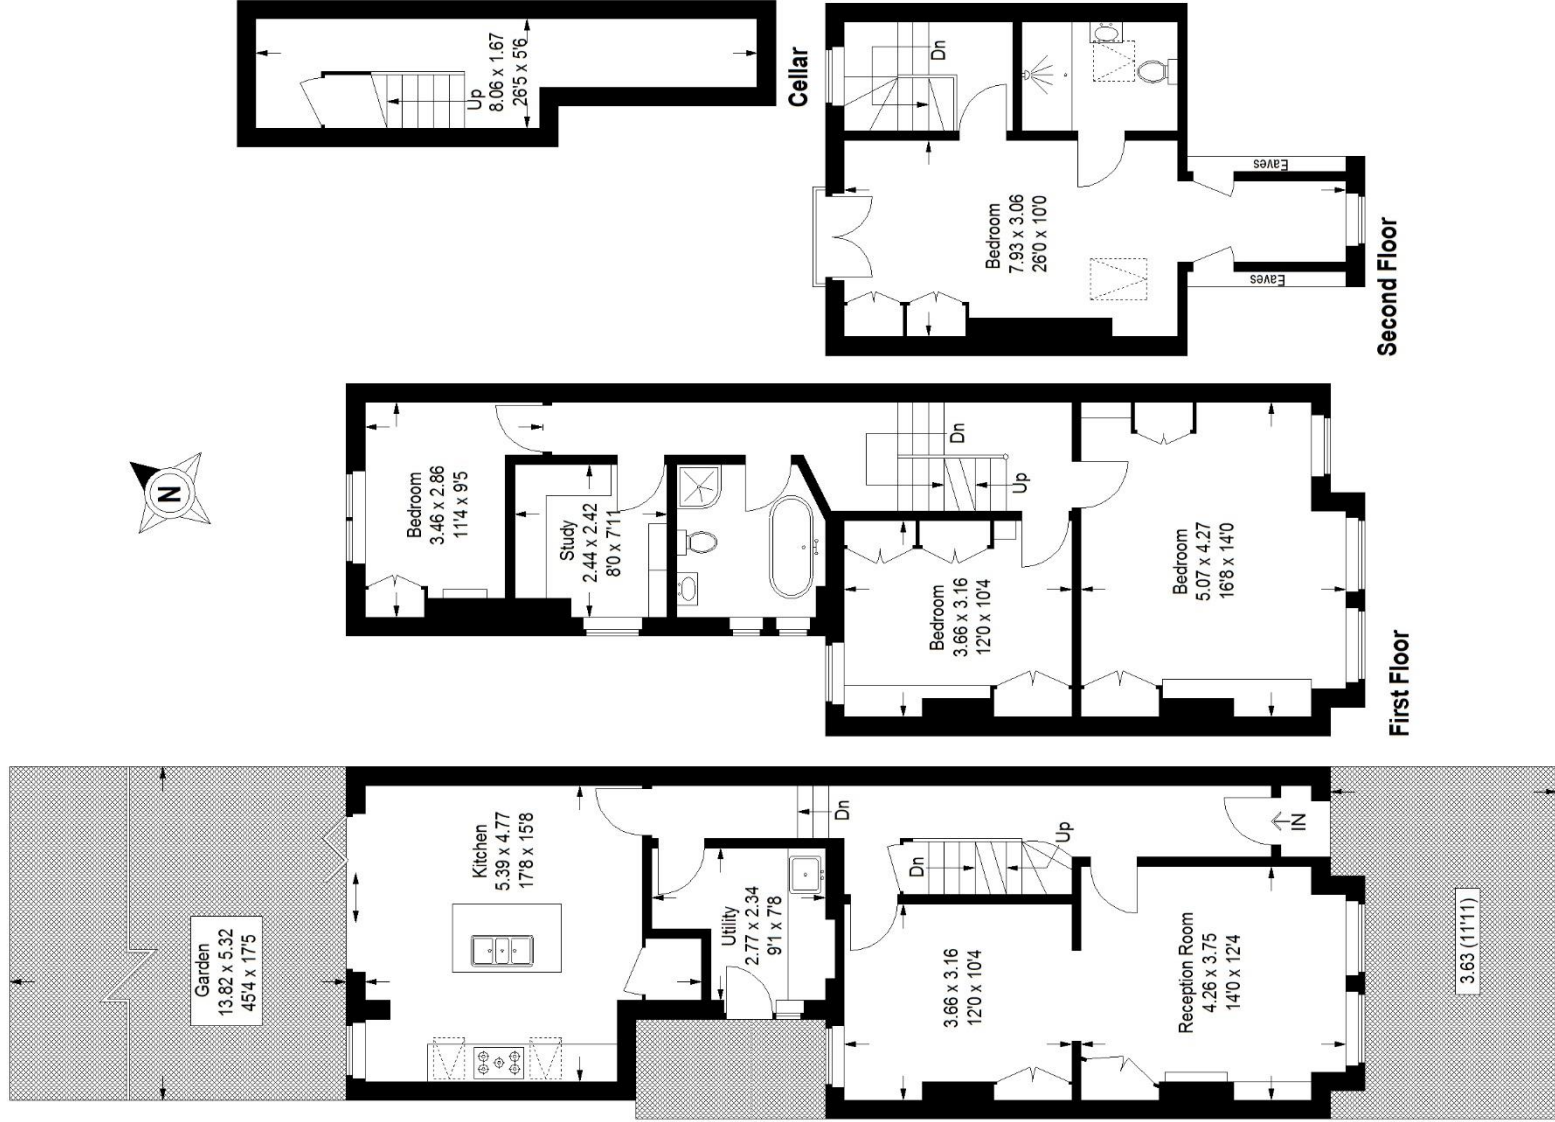 Up
8.06 x 1.67
26'5 x 5'6
Cellar
Dn
Bedroom
7.93 x 3.06
26'0 x 10'0
Eaves
Eaves
Second Floor
N
Bedroom
3.46 x 2.86
11'4 x 9'5
Study
2.44 x 2.42
8'0 x 7'11
Dn
Up
Bedroom
3.66 x 3.16
12'0 x 10'4
Bedroom
5.07 x 4.27
16'8 x 14'0
First Floor
Garden
13.82 x 5.32
45'4 x 17'5
Kitchen
5.39 x 4.77
17'8 x 15'8
Utility
2.77 x 2.34
9'1 x 7'8
Dn
Dn
Up
IN
3.66 x 3.16
12'0 x 10'4
Reception Room
4.26 x 3.75
14'0 x 12'4
3.63 (11'11)